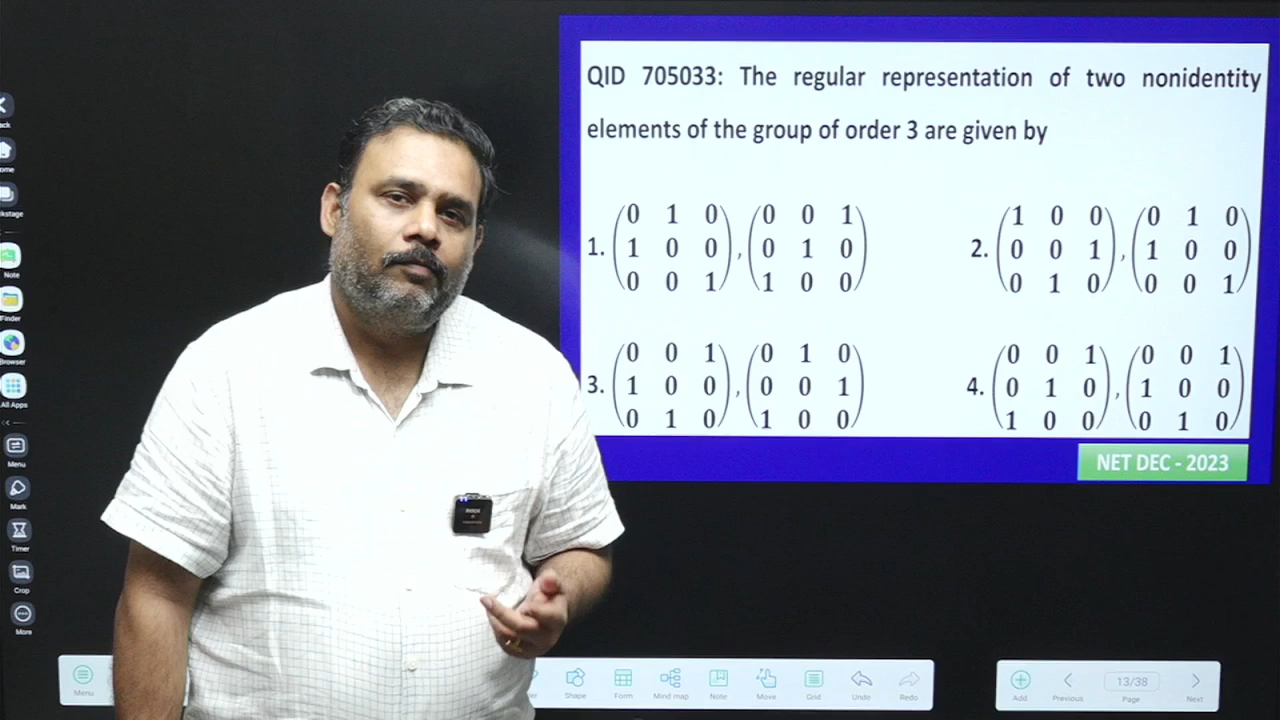 QID 705033: The regular representation of two nonidentity
elements of the group of order 3 are given by
1. (0 1 0
1 0 0
0 0 1), (0 0 1
0 1 0
1 0 0)
2. (1 0 0
0 0 1
0 1 0), (0 1 0
1 0 0
0 0 1)
3. (0 0 1
1 0 0
0 1 0), (0 1 0
0 0 1
1 0 0)
4. (0 0 1
0 1 0
1 0 0), (0 0 1
1 0 0
0 1 0)
NET DEC - 2023
Note
Finder
Browser
All Apps
Menu
Mark
Timer
Crop
More
Menu
Shape
Form
Mind map
Note
Move
Grid
Undo
Redo
Add
Previous
13/38
Page
Next